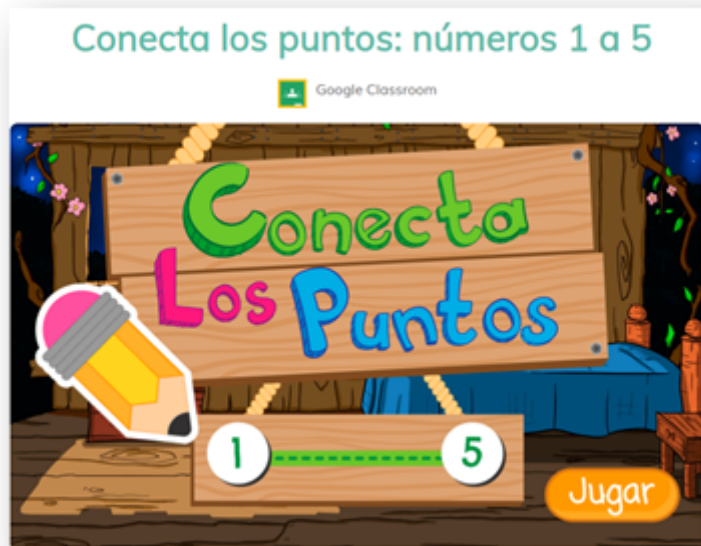 Conecta los puntos: números 1 a 5
Google Classroom
Conecta
Los Puntos
1 5
Jugar